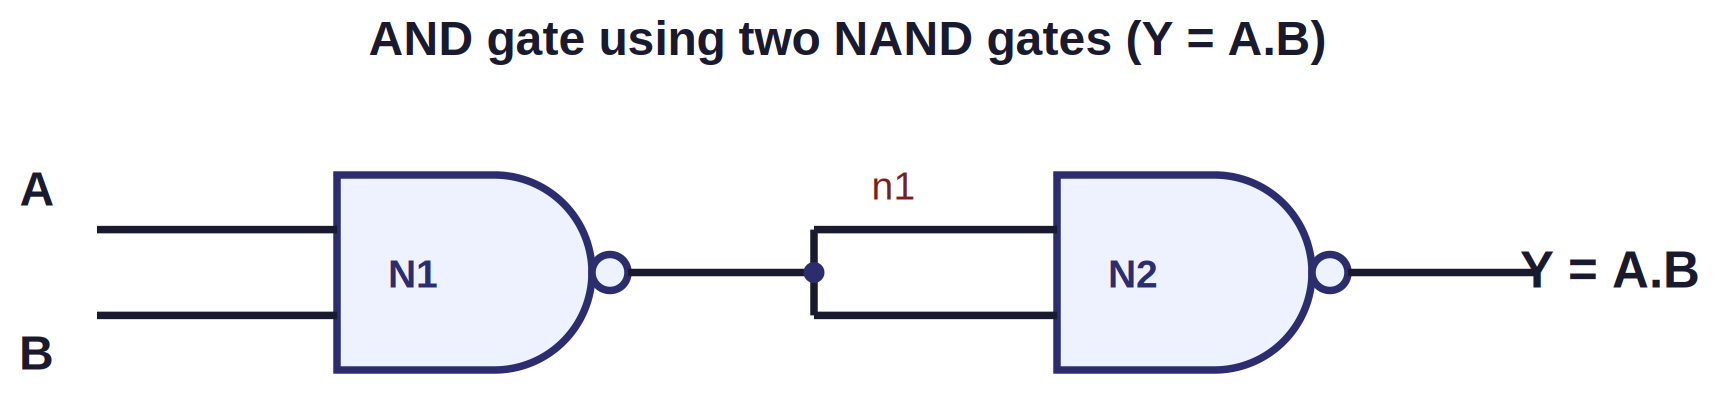 AND gate using two NAND gates (Y = A.B)
A
n1
N1
N2
Y = A.B
B